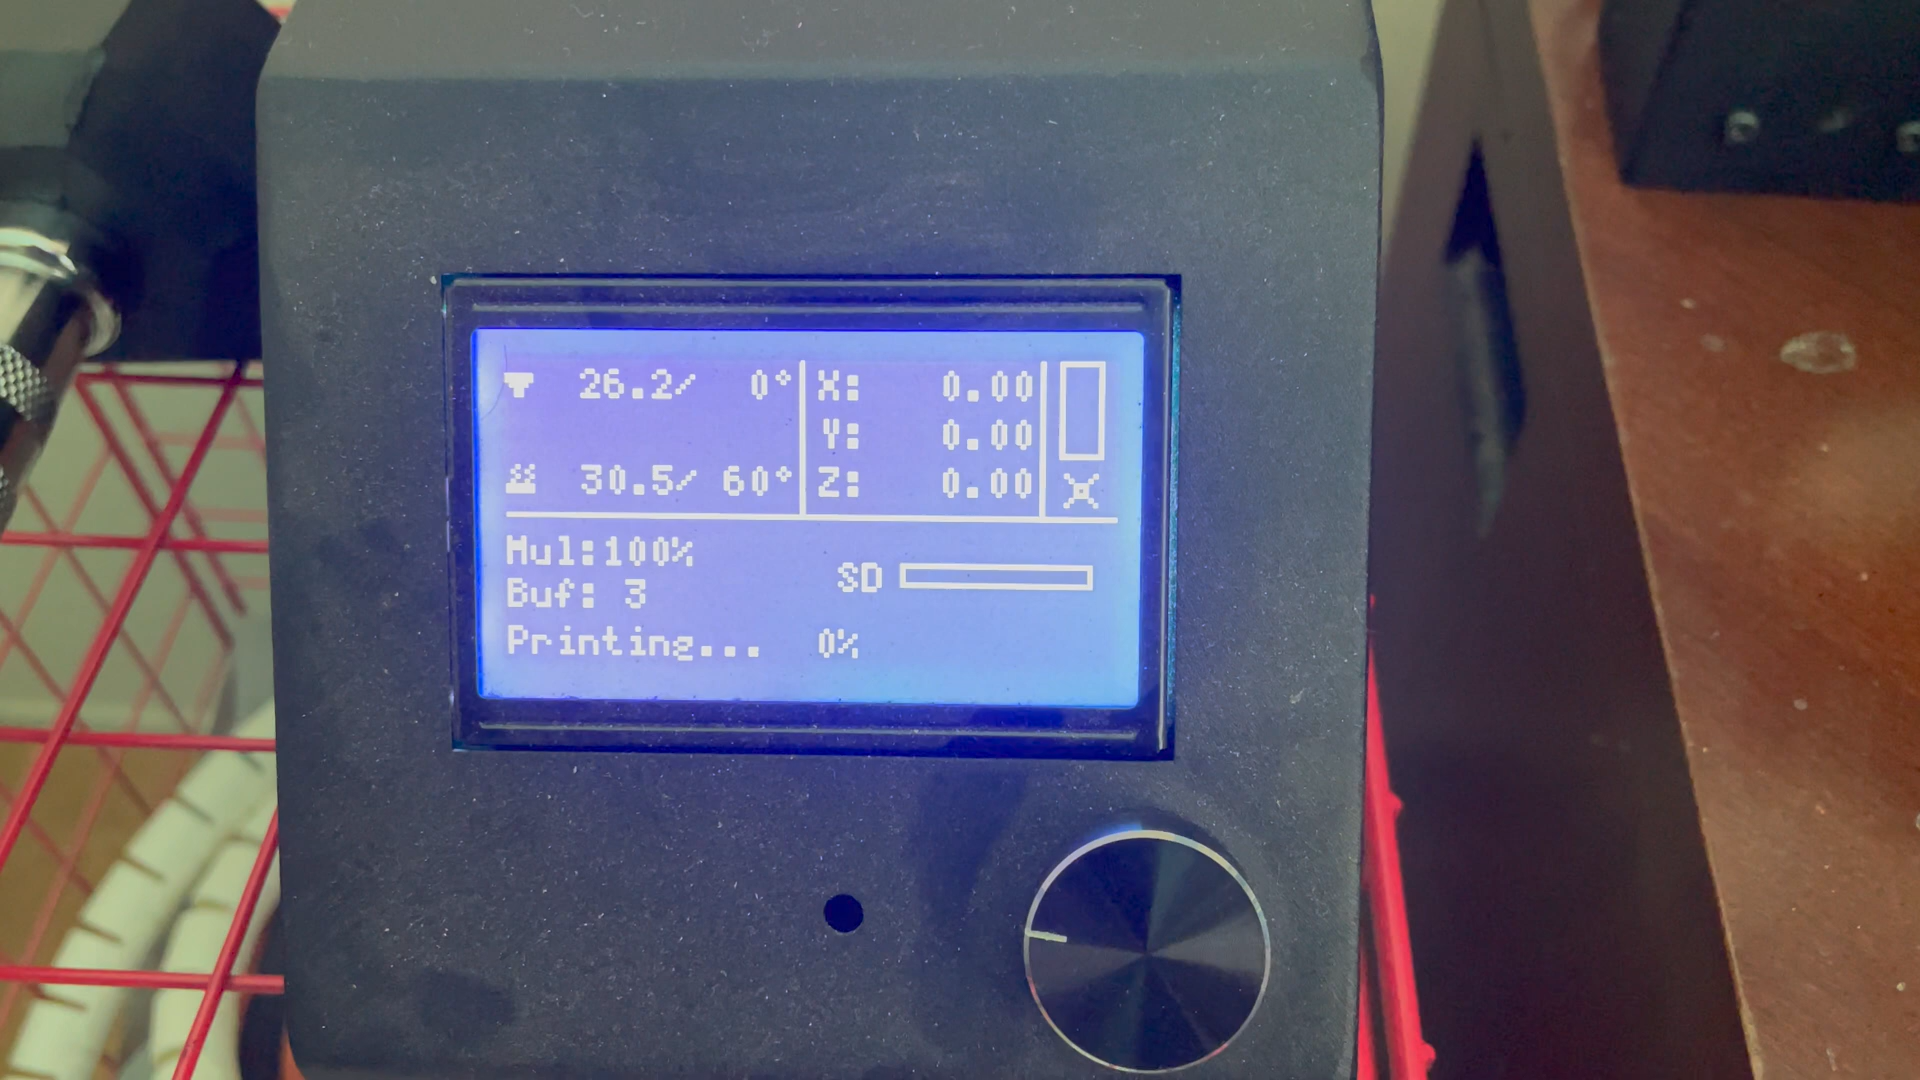 26.2/ 0° X: 0.00
Y: 0.00
30.5/ 60° Z: 0.00
Mul:100%
SD
Buf: 3
Printing... 0%